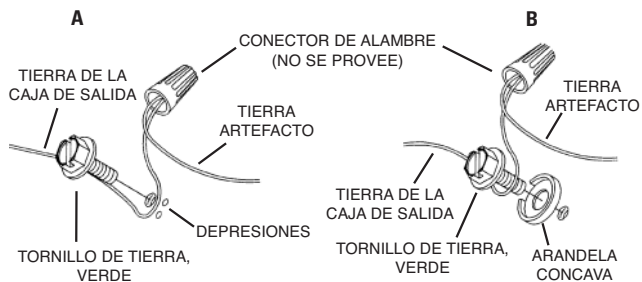 A
B
CONECTOR DE ALAMBRE
(NO SE PROVEE)
TIERRA DE LA
CAJA DE SALIDA
TIERRA
ARTEFACTO
TIERRA
ARTEFACTO
DEPRESIONES
TORNILLO DE TIERRA,
VERDE
TIERRA DE LA
CAJA DE SALIDA
TORNILLO DE TIERRA,
VERDE
ARANDELA
CONCAVA